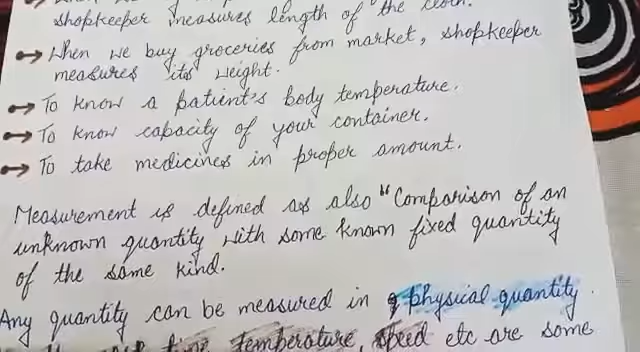 shopkeeper measures length of the cloth.
When we buy groceries from market, shopkeeper
measures its weight.
To know a patient's body temperature.
To know capacity of your container.
To take medicines in proper amount.
Measurement is defined as also "Comparison of an
unknown quantity with some known fixed quantity
of the same kind.
Any quantity can be measured in physical quantity.
time, temperature, speed etc are some